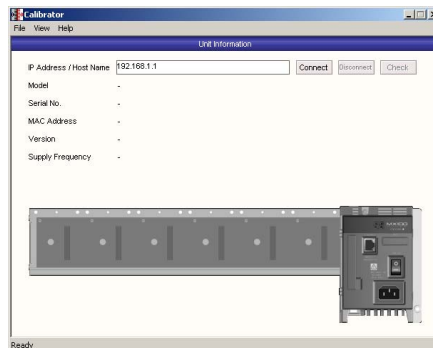 Calibrator
File View Help
Unit Information
IP Address / Host Name 192.168.1.1 Connect Disconnect Check
Model -
Serial No. -
MAC Address -
Version -
Supply Frequency -
MX100
Ready